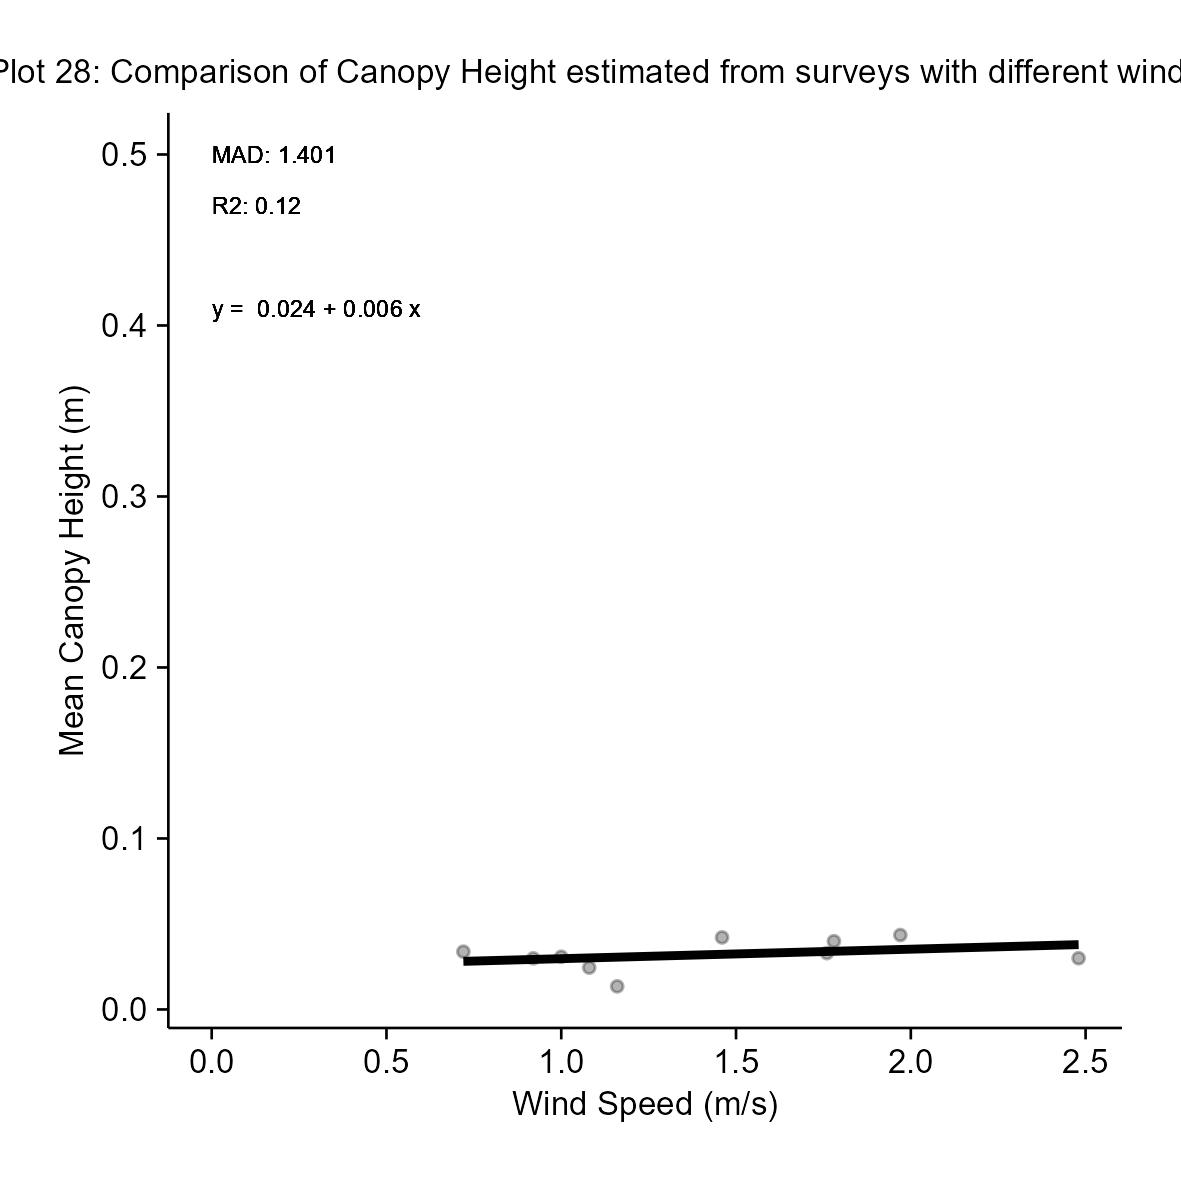 Plot 28: Comparison of Canopy Height estimated from surveys with different wind
MAD: 1.401
R2: 0.12
y =  0.024 + 0.006 x
Mean Canopy Height (m)
0.5
0.4
0.3
0.2
0.1
0.0
0.0 0.5 1.0 1.5 2.0 2.5
Wind Speed (m/s)